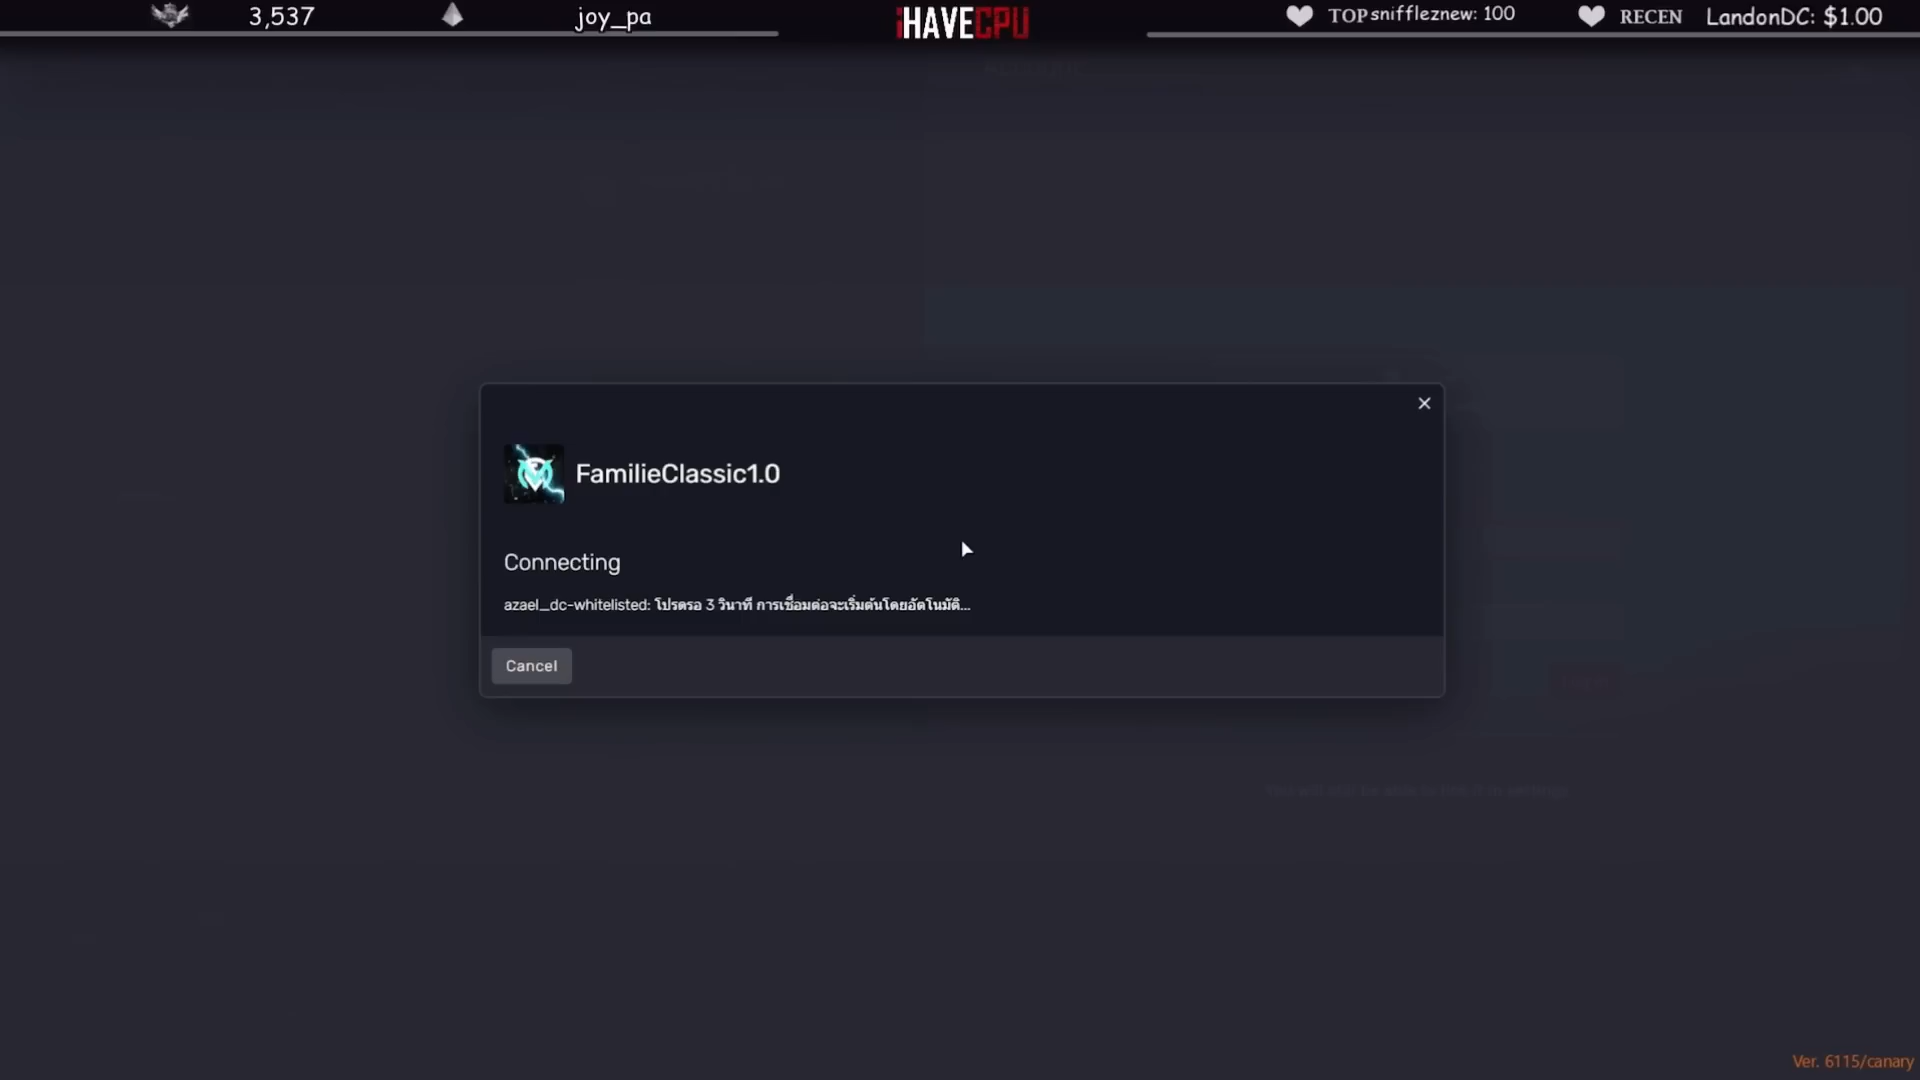 3,537
joy_pa
iHAVECPU
TOP sniffleznew: 100
RECEN LandonDC: $1.00
FamilieClassic1.0
Connecting
azael_dc-whitelisted: โปรดรอ 3 วินาที การเชื่อมต่อจะเริ่มต้นโดยอัตโนมัติ...
Cancel
Ver. 6115/canary